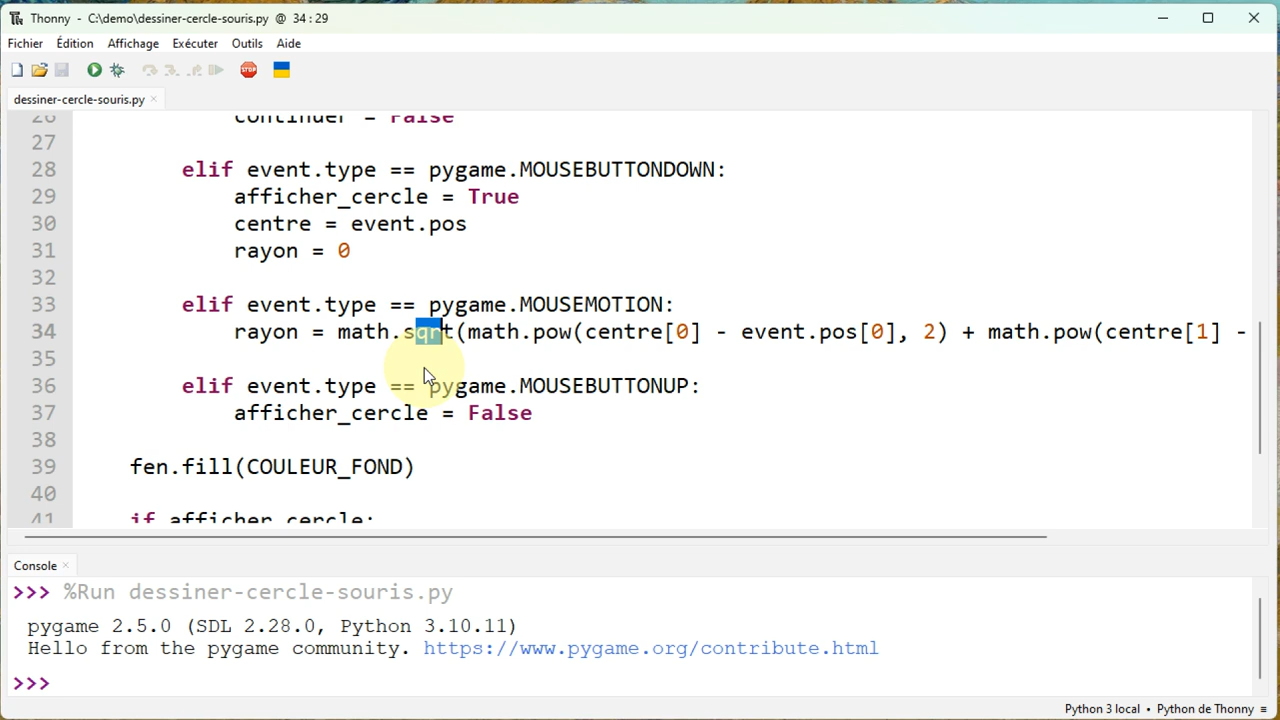 Thonny - C:\demo\dessiner-cercle-souris.py @ 34 : 29
Fichier Édition Affichage Exécuter Outils Aide
STOP
dessiner-cercle-souris.py ×
26 continuer = False
27
28 elif event.type == pygame.MOUSEBUTTONDOWN:
29 afficher_cercle = True
30 centre = event.pos
31 rayon = 0
32
33 elif event.type == pygame.MOUSEMOTION:
34 rayon = math.sqrt(math.pow(centre[0] - event.pos[0], 2) + math.pow(centre[1] -
35
36 elif event.type == pygame.MOUSEBUTTONUP:
37 afficher_cercle = False
38
39 fen.fill(COULEUR_FOND)
40
41 if afficher_cercle:
Console ×
>>> %Run dessiner-cercle-souris.py
pygame 2.5.0 (SDL 2.28.0, Python 3.10.11)
Hello from the pygame community. https://www.pygame.org/contribute.html
>>>
Python 3 local • Python de Thonny ≡